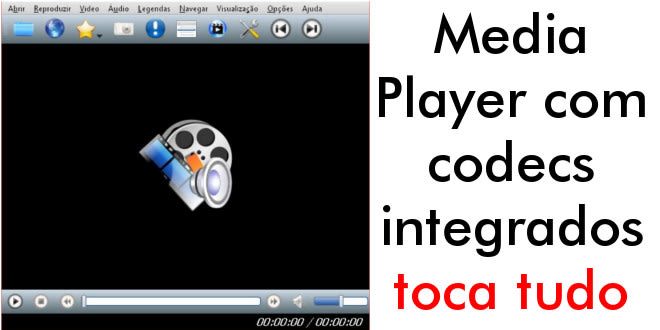 Abrir Reproduzir Video Áudio Legendas Navegar Visualização Opções Ajuda
00:00:00 / 00:00:00
Media
Player com
codecs
integrados
toca tudo